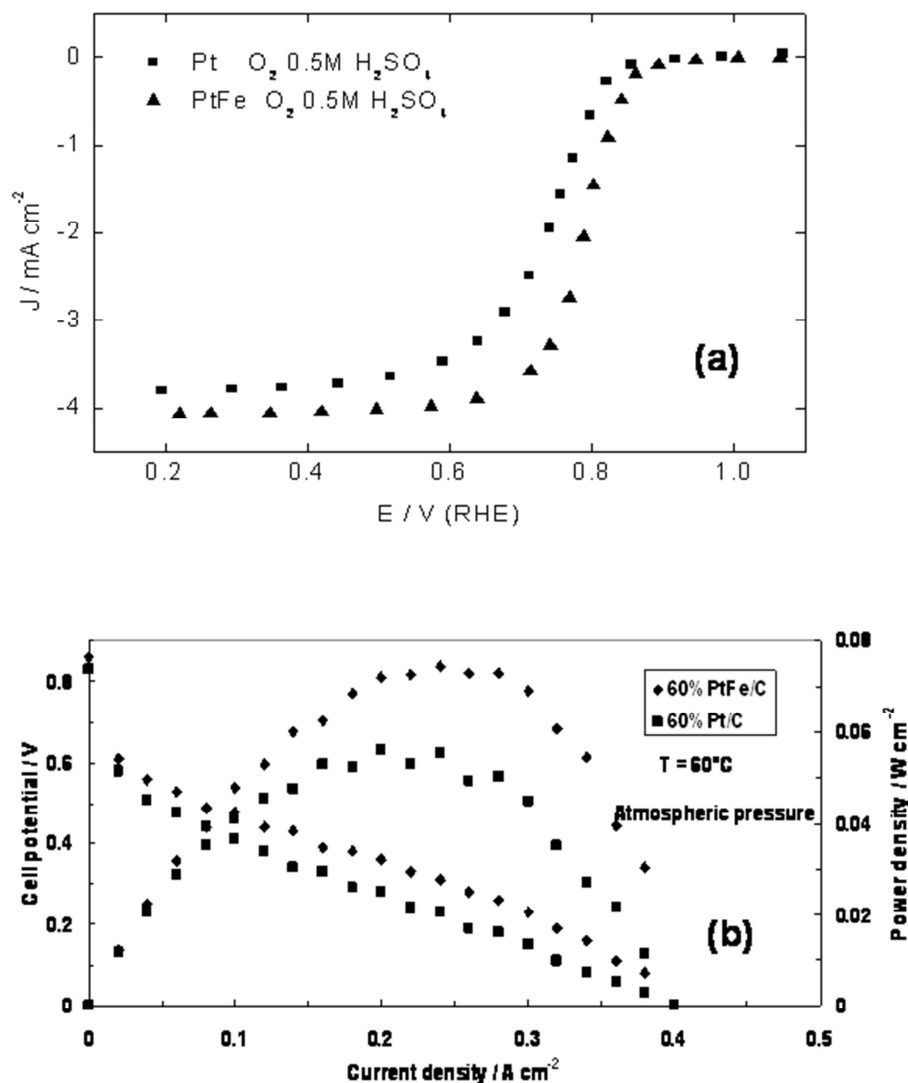 0
■ Pt O₂ 0.5M H₂SO₄
▲ PtFe O₂ 0.5M H₂SO₄
-1
-2
-3
-4
J / mA cm⁻²
(a)
0.2 0.4 0.6 0.8 1.0
E / V (RHE)
0.8
0.6
0.4
0.2
0
Cell potential / V
0.08
0.06
0.04
0.02
0
Power density / W cm⁻²
◆ 60% PtFe/C
■ 60% Pt/C
T = 60°C
Atmospheric pressure
(b)
0 0.1 0.2 0.3 0.4 0.5
Current density / A cm⁻²